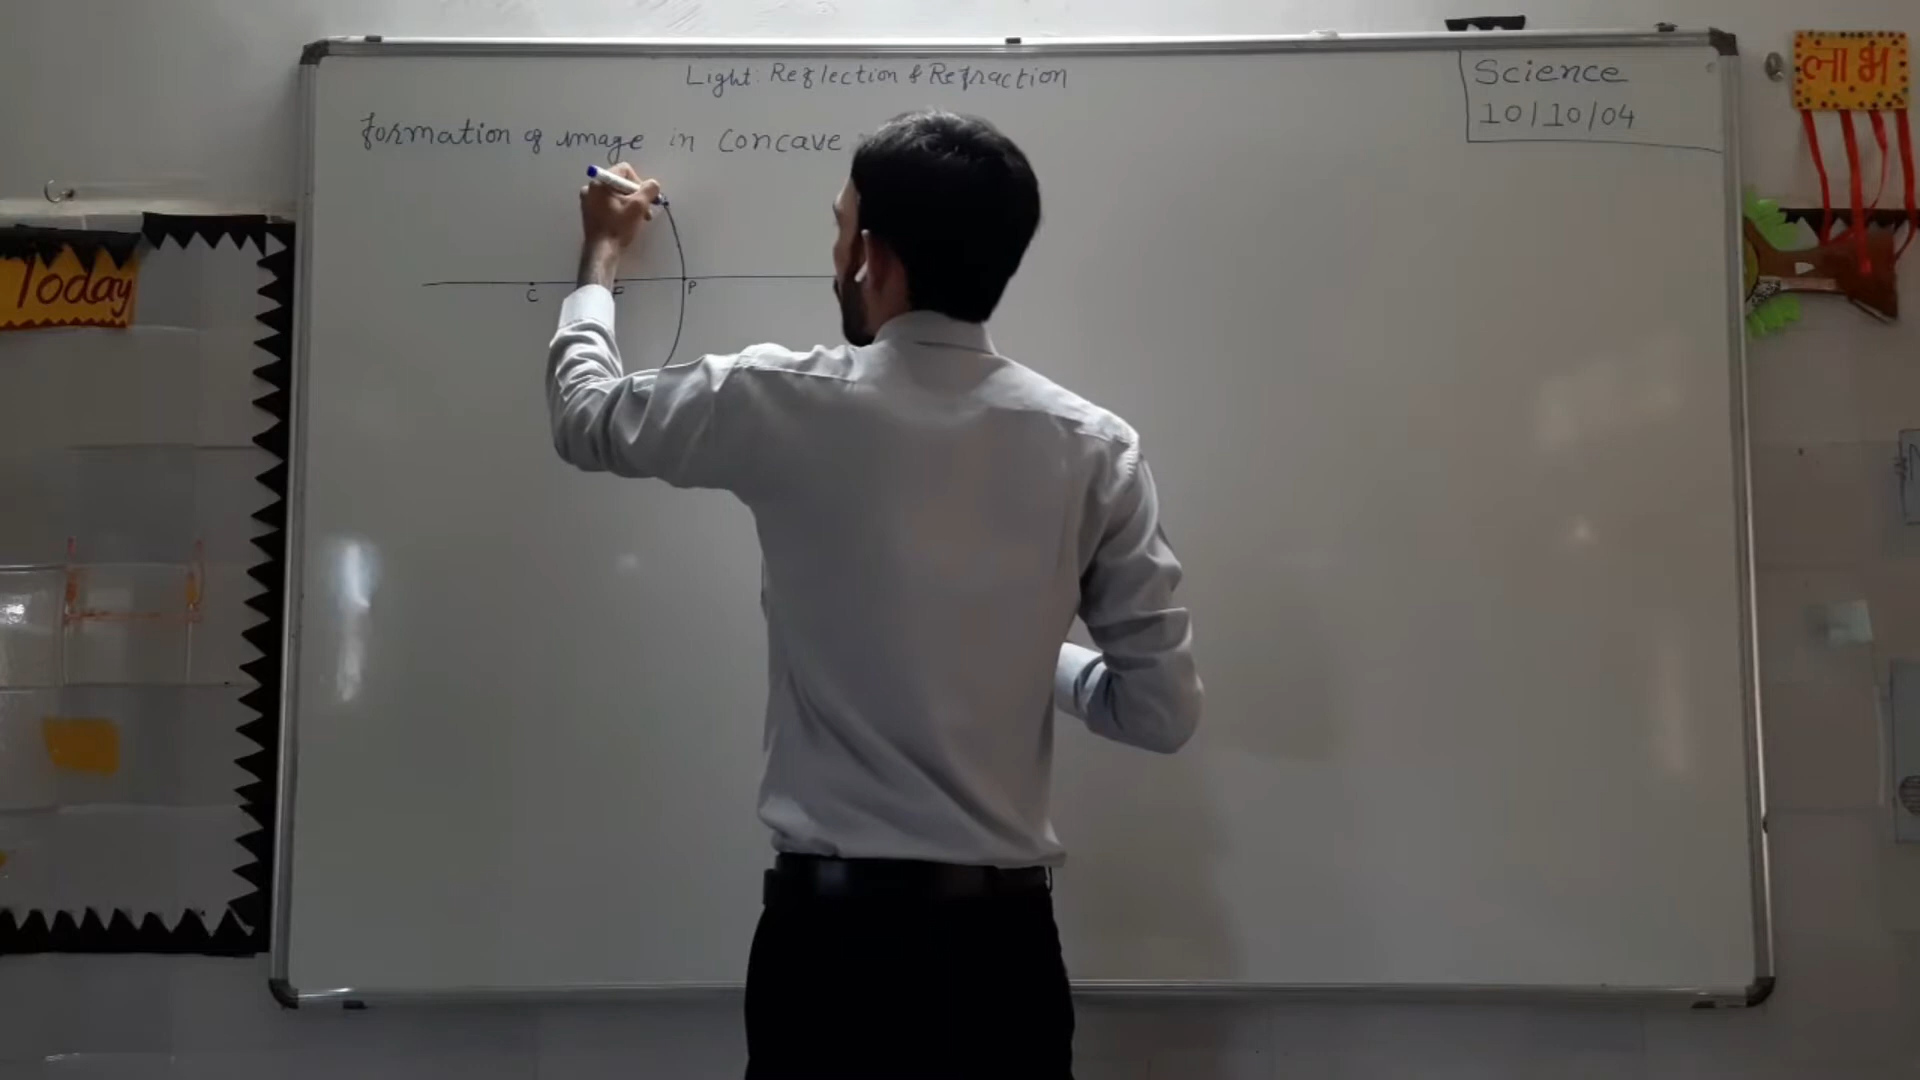 Light: Reflection & Refraction
Science
10/10/04
formation of image in Concave
C
F
P
Today
लाभ